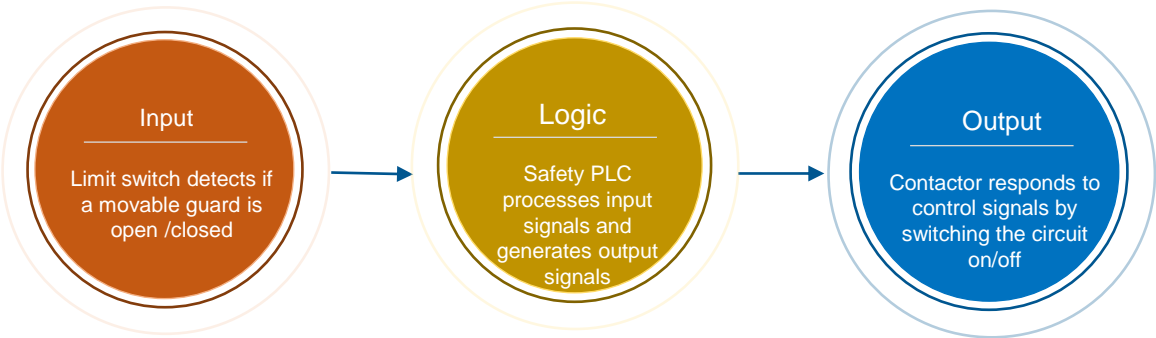 Input
Limit switch detects if
a movable guard is
open /closed
Logic
Safety PLC
processes input
signals and
generates output
signals
Output
Contactor responds to
control signals by
switching the circuit
on/off